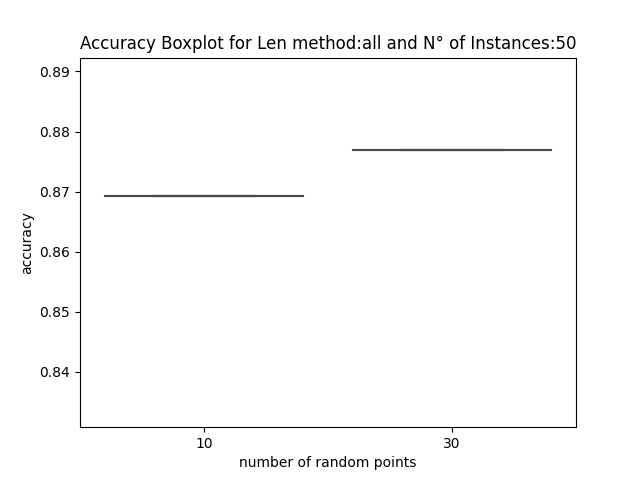 Accuracy Boxplot for Len method:all and N° of Instances:50
0.89
0.88
0.87
0.86
0.85
0.84
accuracy
10 30
number of random points